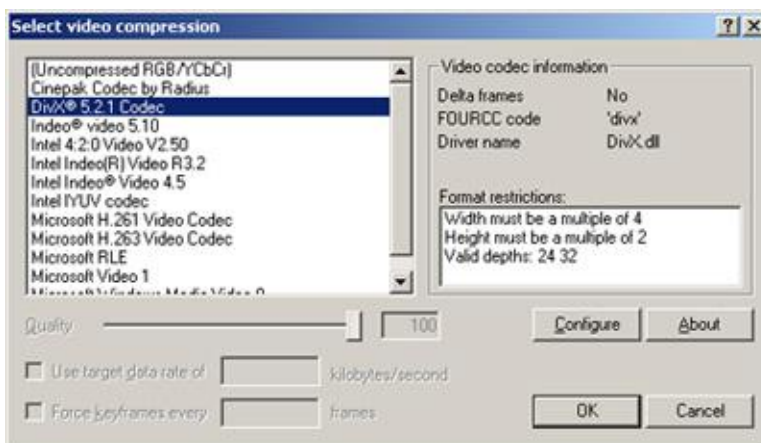 Select video compression
(Uncompressed RGB/YCbCr)
Cinepak Codec by Radius
DivX® 5.2.1 Codec
Indeo® video 5.10
Intel 4:2:0 Video V2.50
Intel Indeo(R) Video R3.2
Intel Indeo® Video 4.5
Intel IYUV codec
Microsoft H.261 Video Codec
Microsoft H.263 Video Codec
Microsoft RLE
Microsoft Video 1
Microsoft Windows Media Video 9
Video codec information
Delta frames No
FOURCC code 'divx'
Driver name DivX.dll
Format restrictions:
Width must be a multiple of 4
Height must be a multiple of 2
Valid depths: 24 32
Quality 100
Configure About
Use target data rate of kilobytes/second
Force keyframes every frames
OK Cancel